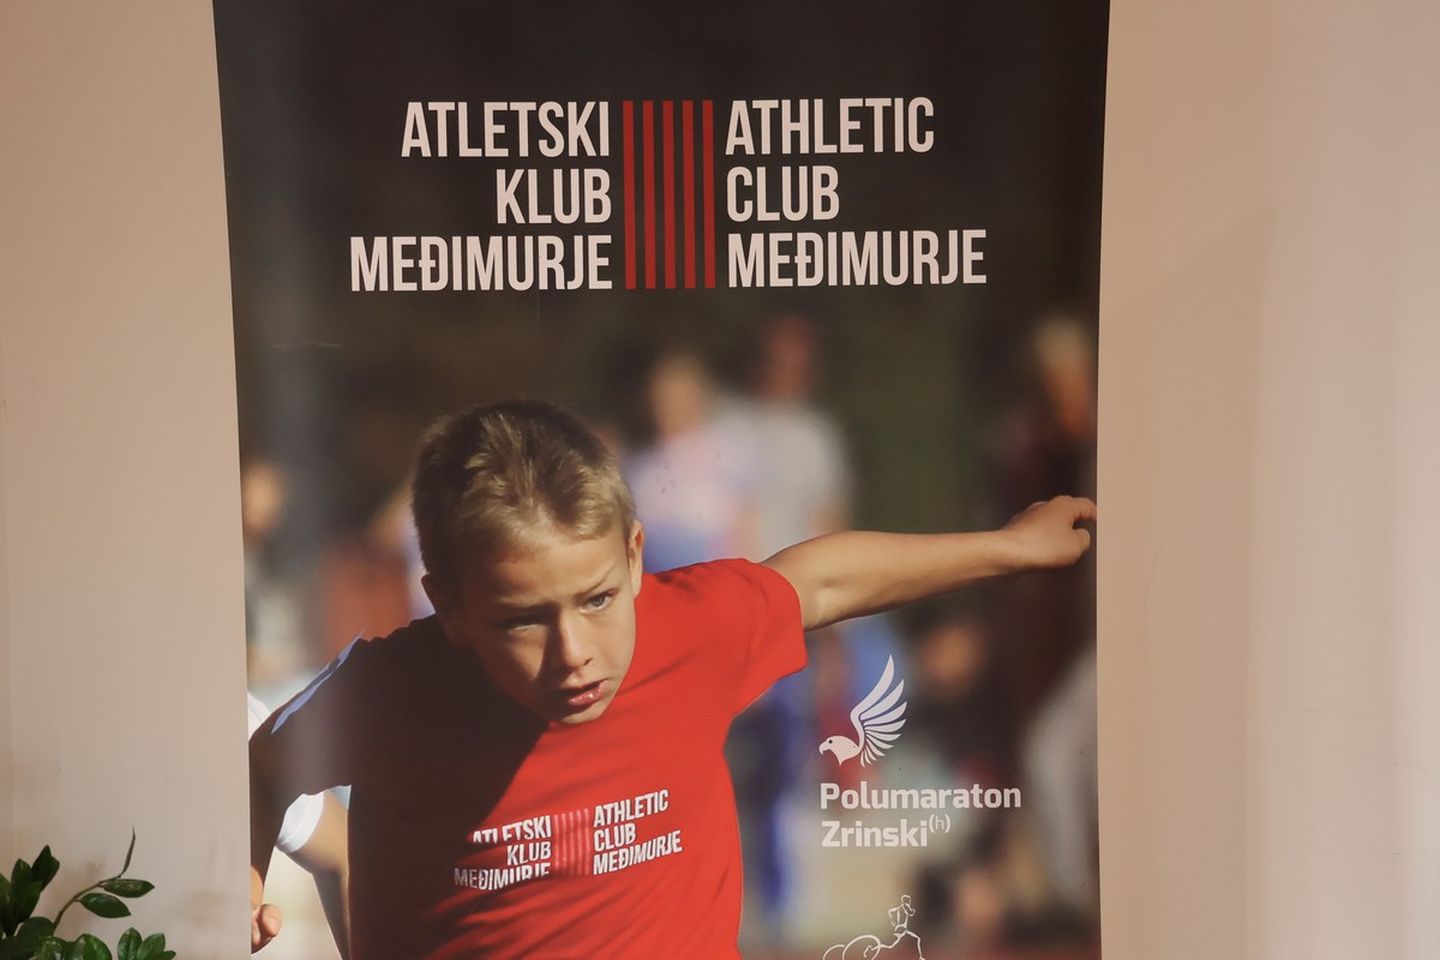 ATLETSKI
KLUB
MEĐIMURJE
ATHLETIC
CLUB
MEĐIMURJE
ATLETSKI
KLUB
MEĐIMURJE
ATHLETIC
CLUB
MEĐIMURJE
Polumaraton
Zrinski(h)